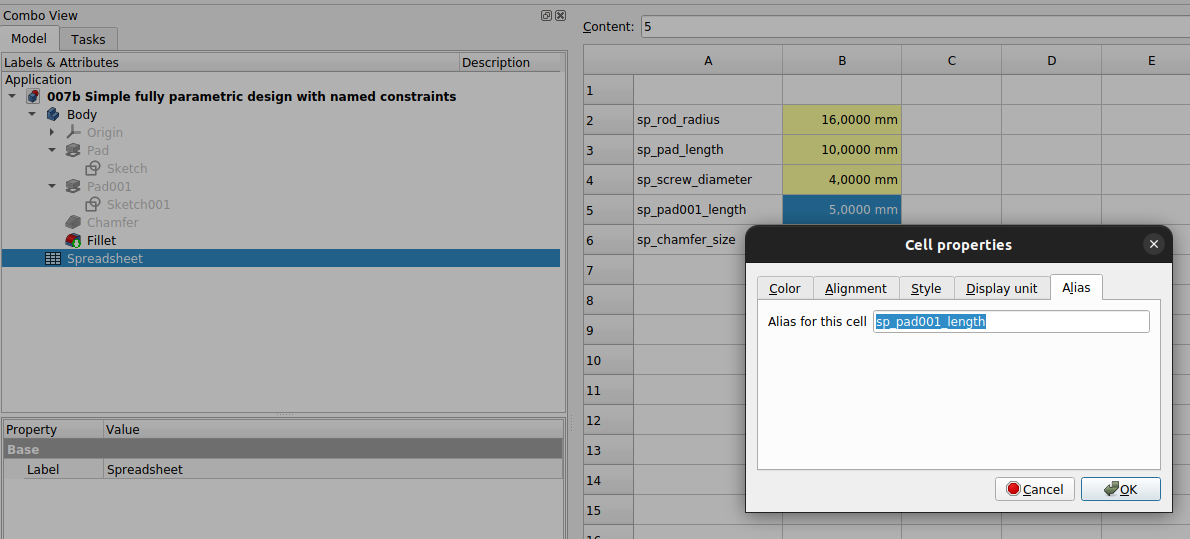 Combo View
Model Tasks
Labels & Attributes Description
Application
007b Simple fully parametric design with named constraints
Body
Origin
Pad
Sketch
Pad001
Sketch001
Chamfer
Fillet
Spreadsheet
Property Value
Base
Label Spreadsheet
Content: 5
A B C D E
1
2 sp_rod_radius 16,0000 mm
3 sp_pad_length 10,0000 mm
4 sp_screw_diameter 4,0000 mm
5 sp_pad001_length 5,0000 mm
6 sp_chamfer_size
7
8
9
10
11
12
13
14
15
16
Cell properties
Color Alignment Style Display unit Alias
Alias for this cell sp_pad001_length
Cancel OK